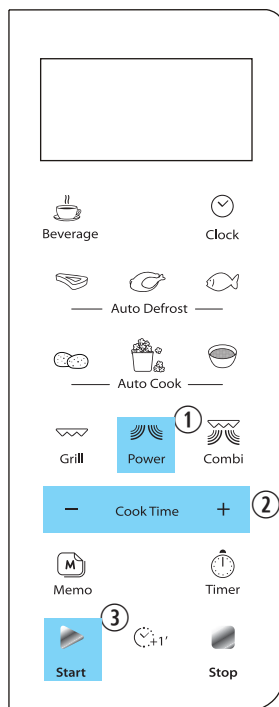 Beverage Clock
Auto Defrost
Auto Cook
1
Grill Power Combi
− Cook Time + 2
M
Memo Timer
3
+1'
Start Stop